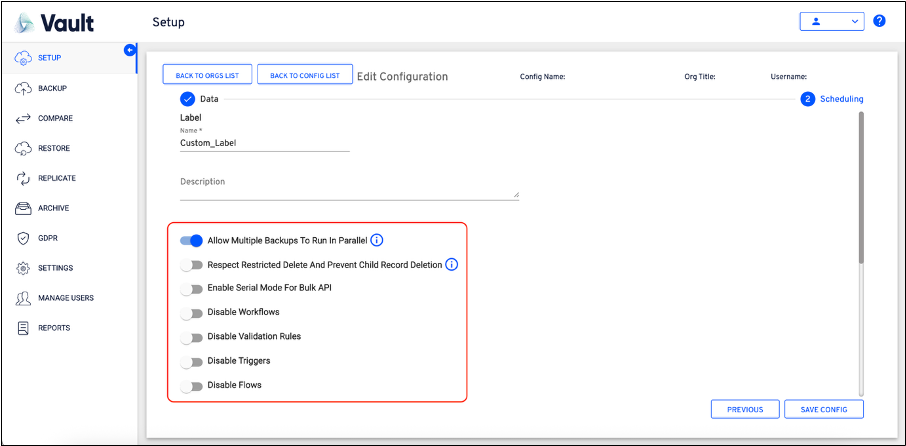 Vault
Setup
?
SETUP
BACKUP
COMPARE
RESTORE
REPLICATE
ARCHIVE
GDPR
SETTINGS
MANAGE USERS
REPORTS
BACK TO ORGS LIST
BACK TO CONFIG LIST
Edit Configuration
Config Name:
Org Title:
Username:
Data
2 Scheduling
Label
Name *
Custom_Label
Description
Allow Multiple Backups To Run In Parallel
Respect Restricted Delete And Prevent Child Record Deletion
Enable Serial Mode For Bulk API
Disable Workflows
Disable Validation Rules
Disable Triggers
Disable Flows
PREVIOUS
SAVE CONFIG